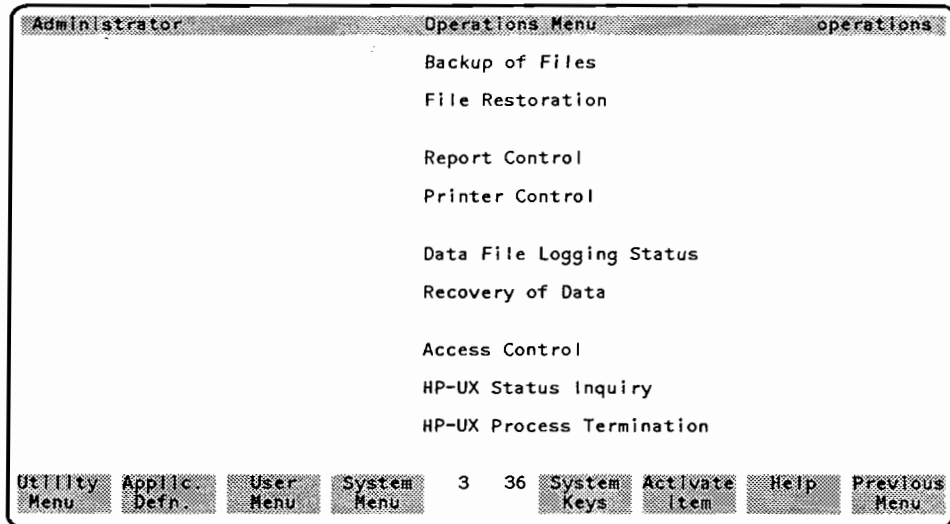 Administrator Operations Menu operations
Backup of Files
File Restoration
Report Control
Printer Control
Data File Logging Status
Recovery of Data
Access Control
HP-UX Status Inquiry
HP-UX Process Termination
Utility Applic. User System 3 36 System Activate Help Previous
Menu Defn. Menu Menu Keys Item Menu